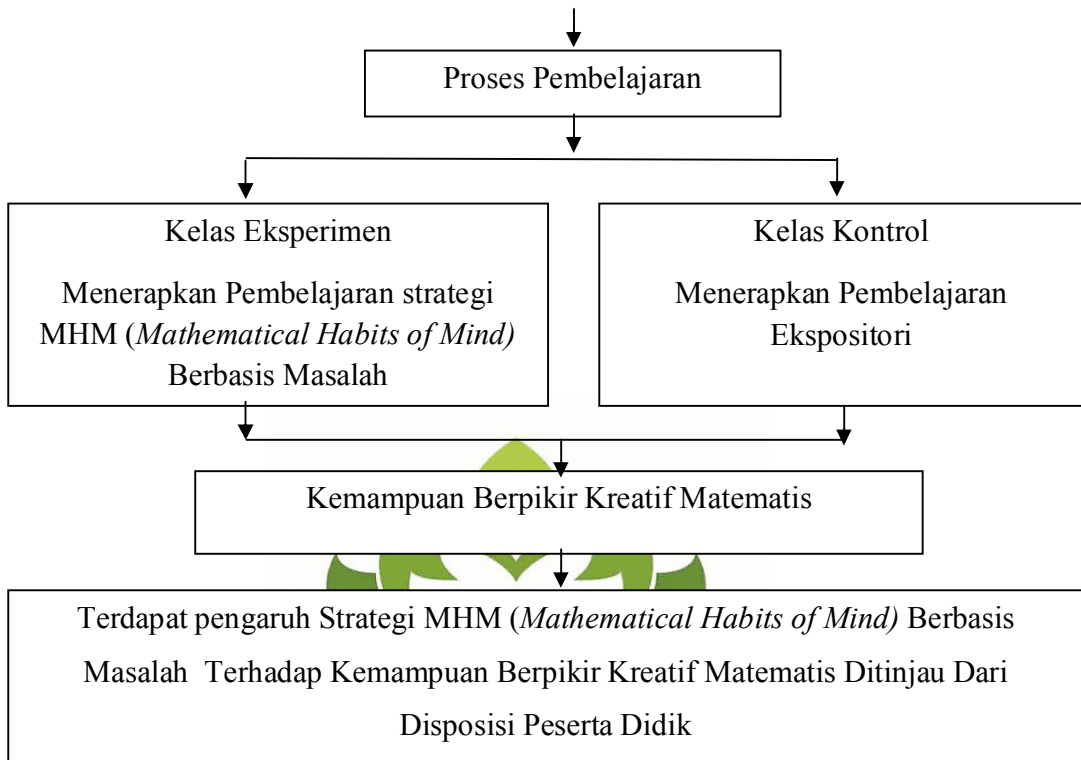 Proses Pembelajaran
Kelas Eksperimen
Menerapkan Pembelajaran strategi
MHM (Mathematical Habits of Mind)
Berbasis Masalah
Kelas Kontrol
Menerapkan Pembelajaran
Ekspositori
Kemampuan Berpikir Kreatif Matematis
Terdapat pengaruh Strategi MHM (Mathematical Habits of Mind) Berbasis
Masalah Terhadap Kemampuan Berpikir Kreatif Matematis Ditinjau Dari
Disposisi Peserta Didik